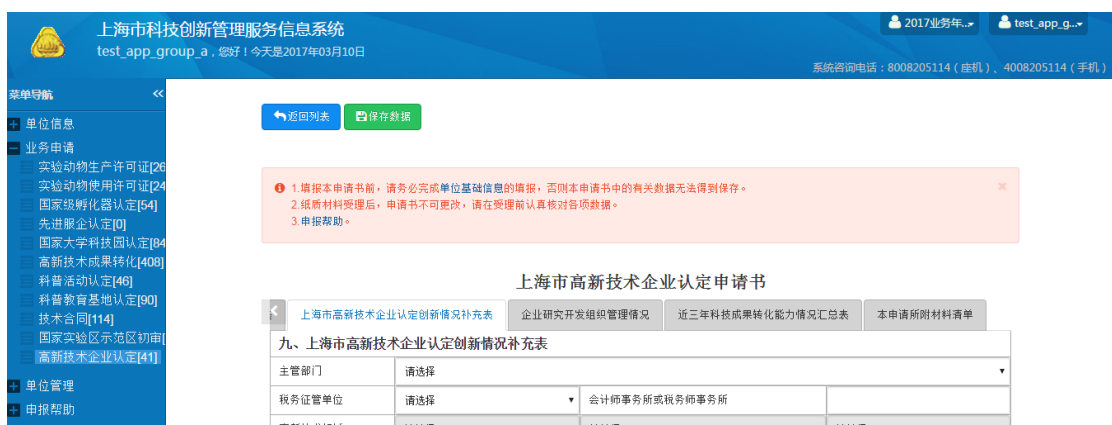 上海市科技创新管理服务信息系统
test_app_group_a，您好！今天是2017年03月10日
2017业务年..
test_app_g...
系统咨询电话：8008205114（座机）、4008205114（手机）
菜单导航
单位信息
业务申请
实验动物生产许可证[26
实验动物使用许可证[24
国家级孵化器认定[54]
先进服企认定[0]
国家大学科技园认定[84
高新技术成果转化[408]
科普活动认定[46]
科普教育基地认定[90]
技术合同[114]
国家实验区示范区初审[
高新技术企业认定[41]
单位管理
申报帮助
返回列表 保存数据
1.填报本申请书前，请务必完成单位基础信息的填报，否则本申请书中的有关数据无法得到保存。
2.纸质材料受理后，申请书不可更改，请在受理前认真核对各项数据。
3.申报帮助。
上海市高新技术企业认定申请书
上海市高新技术企业认定创新情况补充表 企业研究开发组织管理情况 近三年科技成果转化能力情况汇总表 本申请所附材料清单
九、上海市高新技术企业认定创新情况补充表
主管部门 请选择
税务征管单位 请选择 会计师事务所或税务师事务所